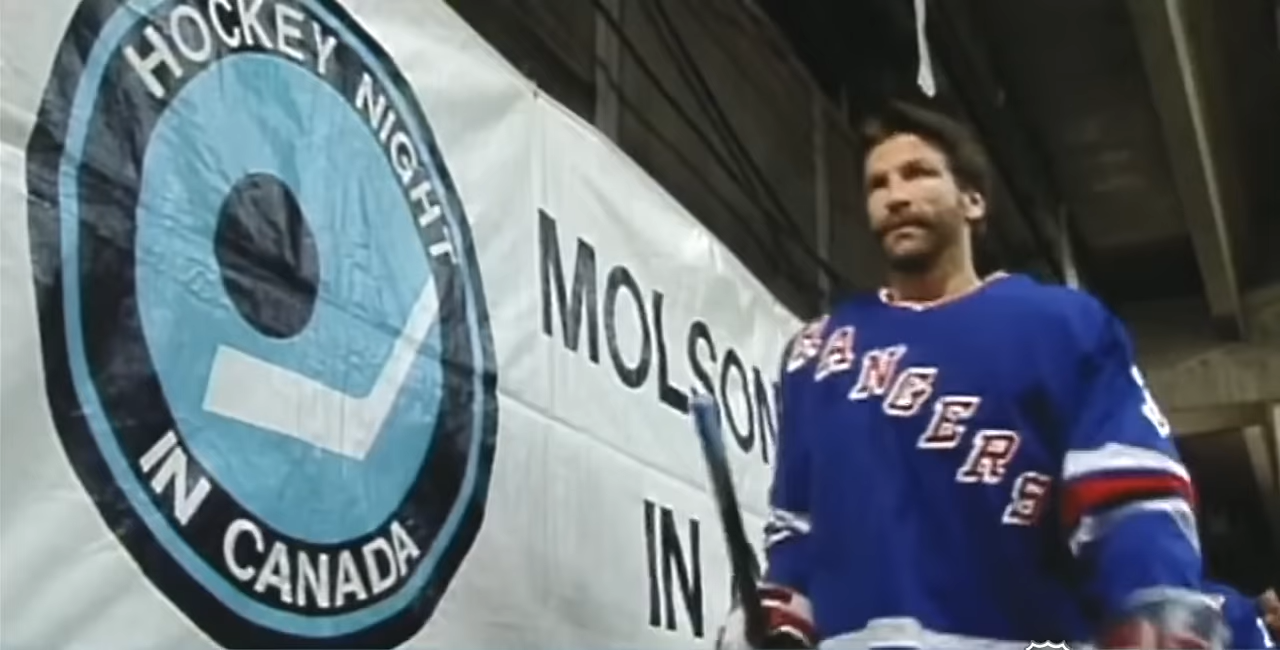 HOCKEY NIGHT
IN CANADA
MOLSON
IN
RANGERS